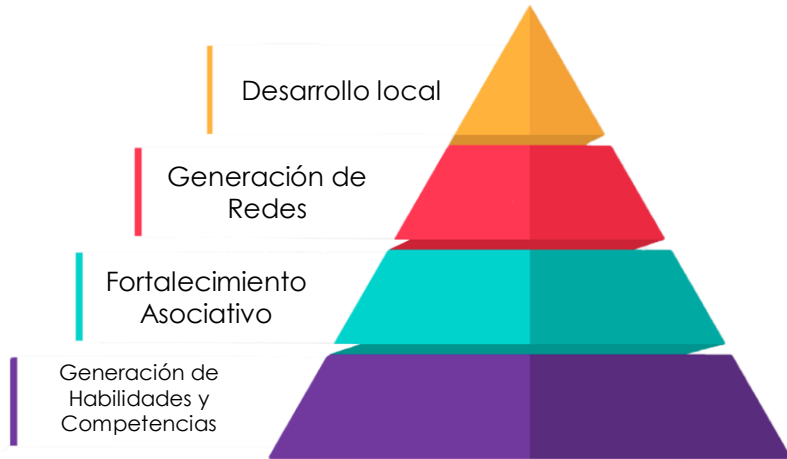 Desarrollo local
Generación de
Redes
Fortalecimiento
Asociativo
Generación de
Habilidades y
Competencias